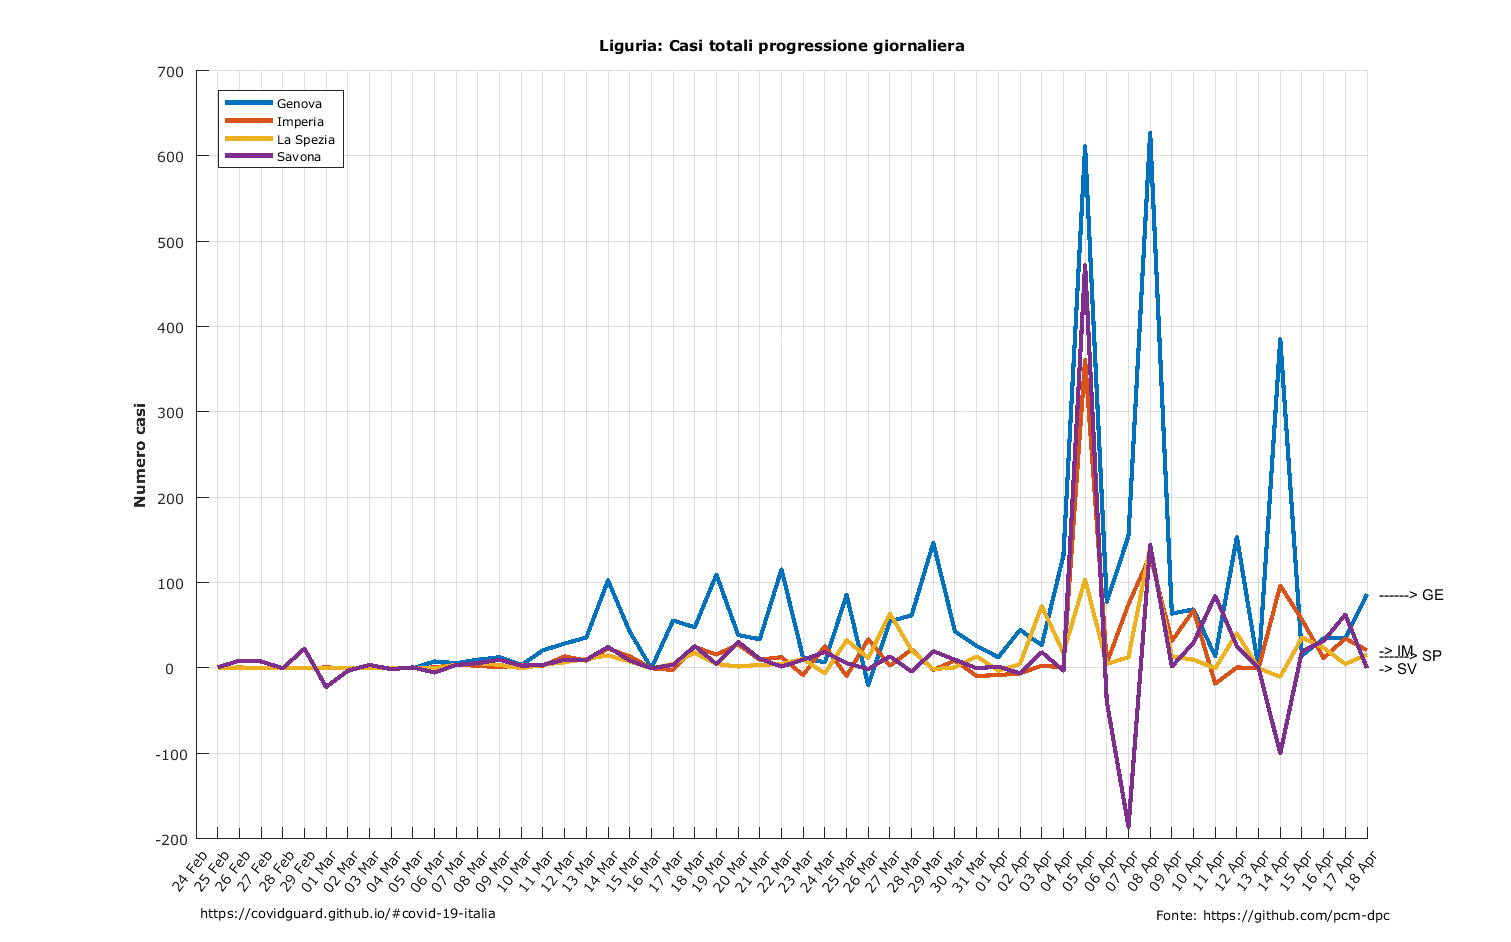 Liguria: Casi totali progressione giornaliera
700
600
500
400
300
200
100
0
-100
-200
Numero casi
Genova
Imperia
La Spezia
Savona
------> GE
-> IM
------> SP
-> SV
24 Feb
25 Feb
26 Feb
27 Feb
28 Feb
29 Feb
01 Mar
02 Mar
03 Mar
04 Mar
05 Mar
06 Mar
07 Mar
08 Mar
09 Mar
10 Mar
11 Mar
12 Mar
13 Mar
14 Mar
15 Mar
16 Mar
17 Mar
18 Mar
19 Mar
20 Mar
21 Mar
22 Mar
23 Mar
24 Mar
25 Mar
26 Mar
27 Mar
28 Mar
29 Mar
30 Mar
31 Mar
01 Apr
02 Apr
03 Apr
04 Apr
05 Apr
06 Apr
07 Apr
08 Apr
09 Apr
10 Apr
11 Apr
12 Apr
13 Apr
14 Apr
15 Apr
16 Apr
17 Apr
18 Apr
https://covidguard.github.io/#covid-19-italia
Fonte: https://github.com/pcm-dpc